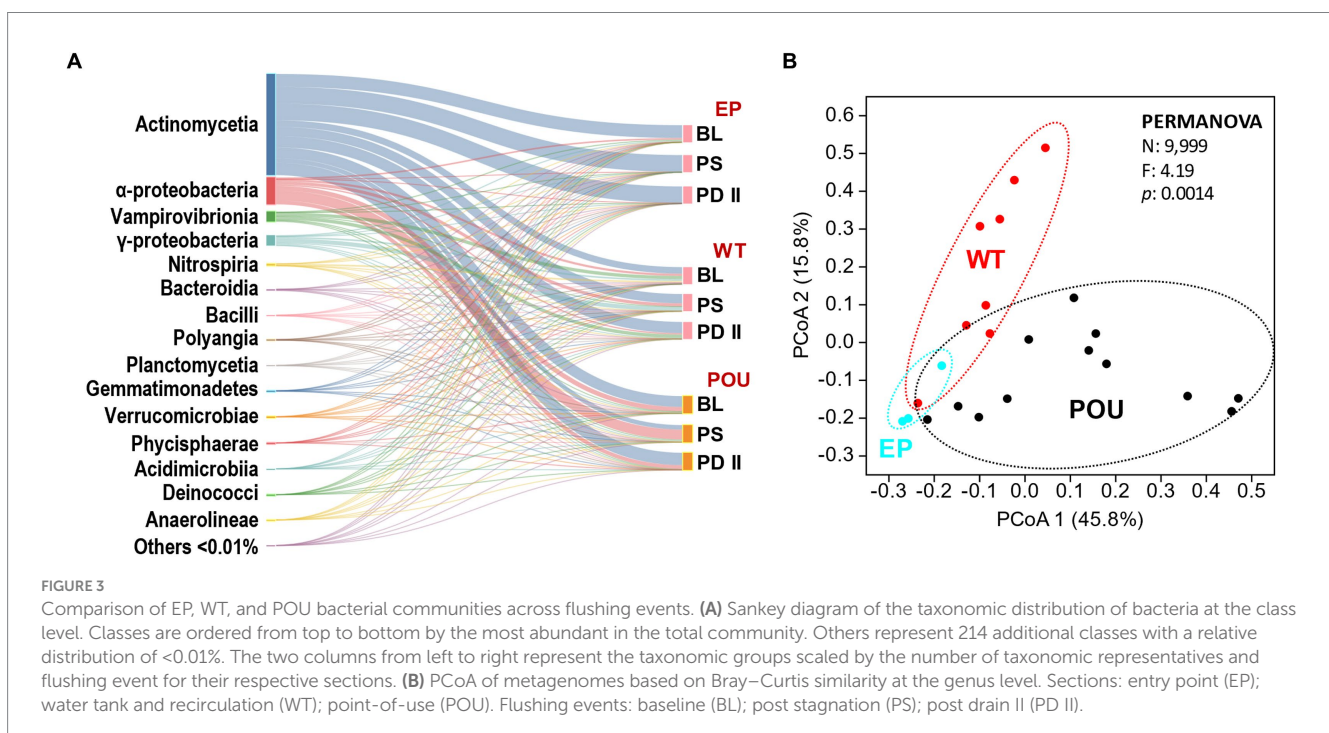 A
Actinomycetia
α-proteobacteria
Vampirovibrionia
γ-proteobacteria
Nitrospiria
Bacteroidia
Bacilli
Polyangia
Planctomycetia
Gemmatimonadetes
Verrucomicrobiae
Phycisphaerae
Acidimicrobiia
Deinococci
Anaerolineae
Others <0.01%
EP
BL
PS
PD II
WT
BL
PS
PD II
POU
BL
PS
PD II
B
PERMANOVA
N: 9,999
F: 4.19
p: 0.0014
WT
POU
EP
PCoA 2 (15.8%)
0.6
0.5
0.4
0.3
0.2
0.1
0.0
-0.1
-0.2
-0.3
-0.3 -0.2 -0.1 0.0 0.1 0.2 0.3 0.4 0.5
PCoA 1 (45.8%)
FIGURE 3
Comparison of EP, WT, and POU bacterial communities across flushing events. (A) Sankey diagram of the taxonomic distribution of bacteria at the class
level. Classes are ordered from top to bottom by the most abundant in the total community. Others represent 214 additional classes with a relative
distribution of <0.01%. The two columns from left to right represent the taxonomic groups scaled by the number of taxonomic representatives and
flushing event for their respective sections. (B) PCoA of metagenomes based on Bray–Curtis similarity at the genus level. Sections: entry point (EP);
water tank and recirculation (WT); point-of-use (POU). Flushing events: baseline (BL); post stagnation (PS); post drain II (PD II).